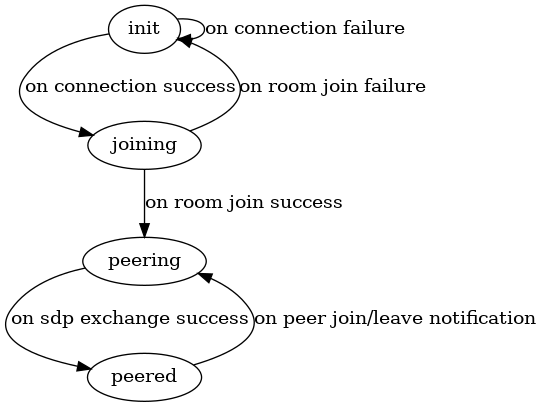 init
on connection failure
on connection success
on room join failure
joining
on room join success
peering
on sdp exchange success
on peer join/leave notification
peered